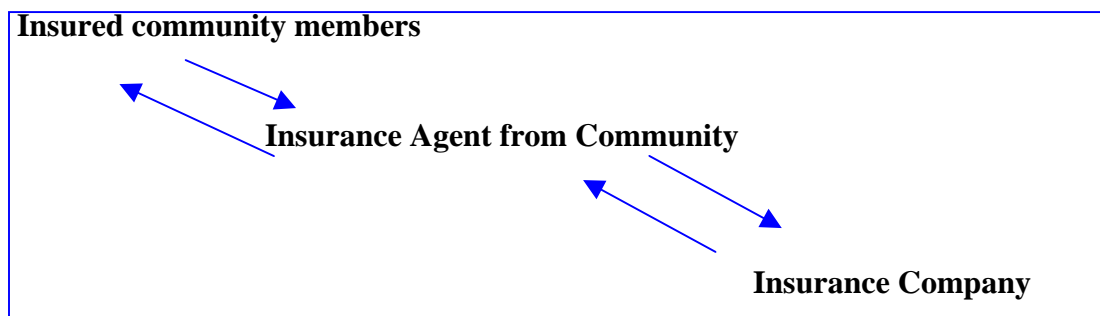 Insured community members
Insurance Agent from Community
Insurance Company